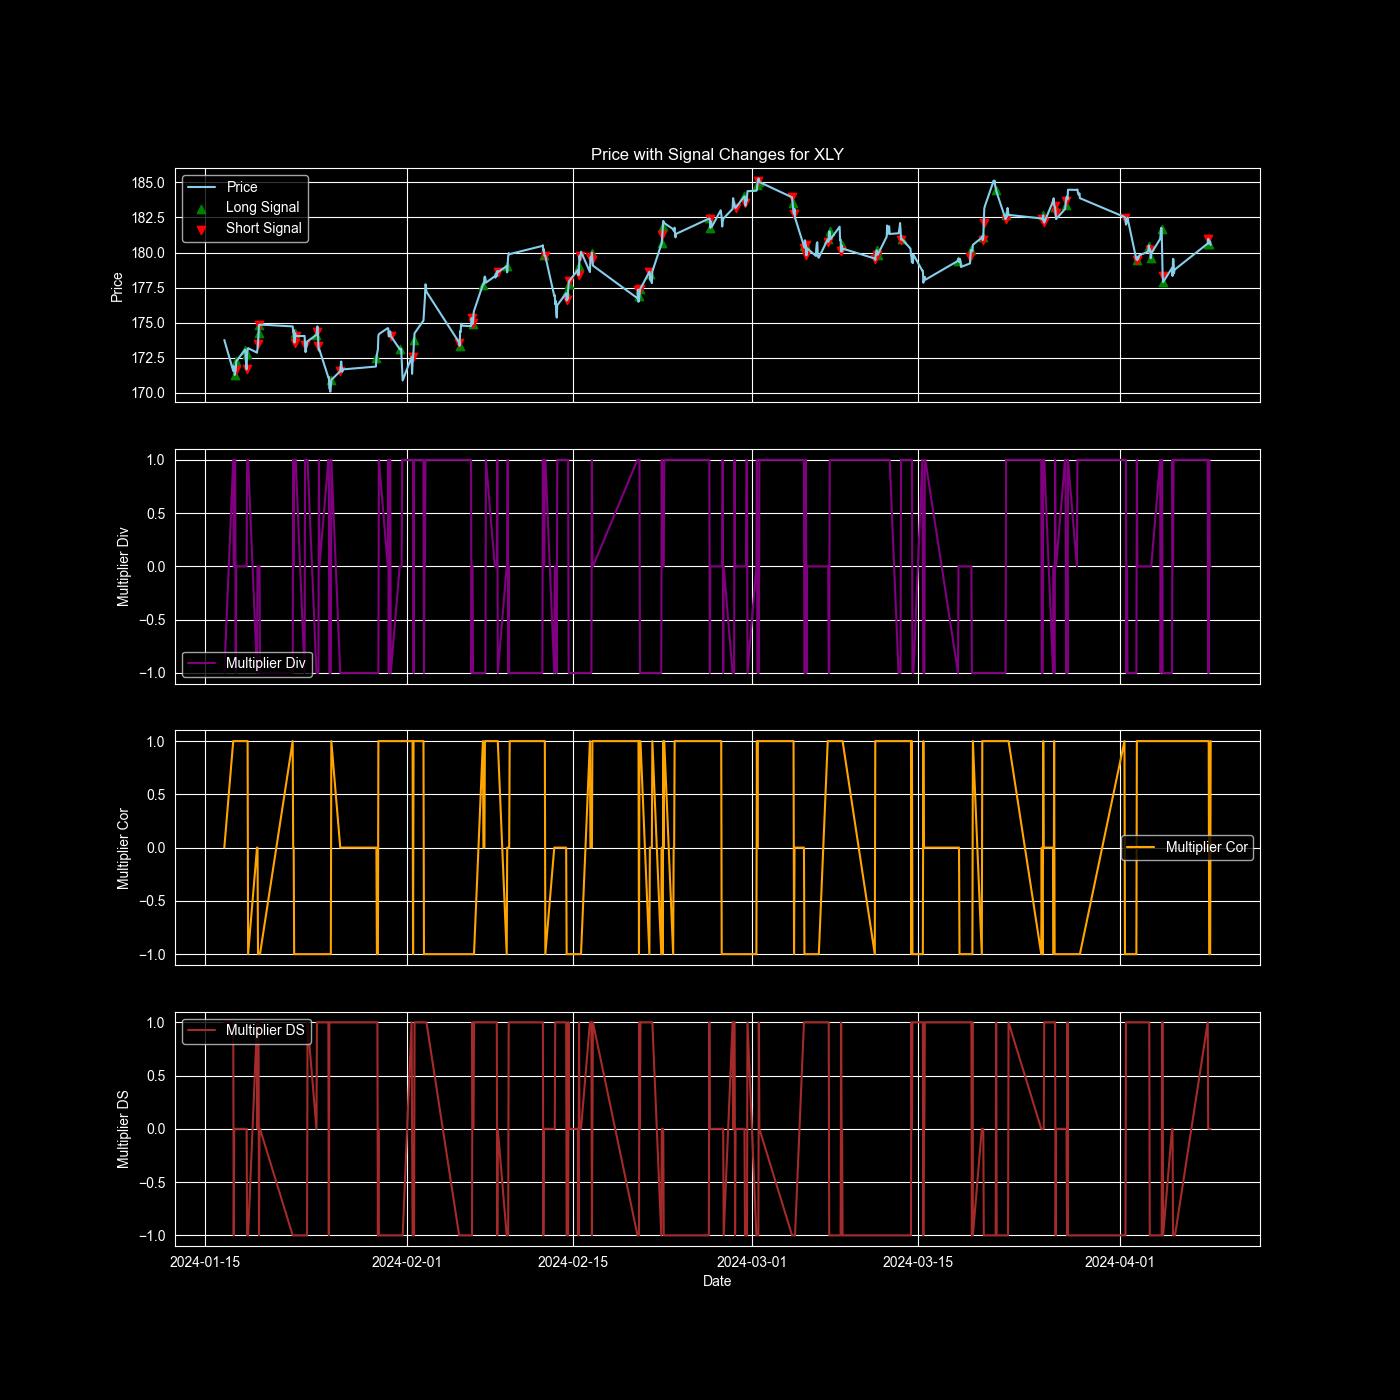 Price with Signal Changes for XLY
Price
185.0
182.5
180.0
177.5
175.0
172.5
170.0
Price
Long Signal
Short Signal
Multiplier Div
1.0
0.5
0.0
−0.5
−1.0
Multiplier Div
Multiplier Cor
1.0
0.5
0.0
−0.5
−1.0
Multiplier Cor
Multiplier DS
1.0
0.5
0.0
−0.5
−1.0
Multiplier DS
2024-01-15 2024-02-01 2024-02-15 2024-03-01 2024-03-15 2024-04-01
Date